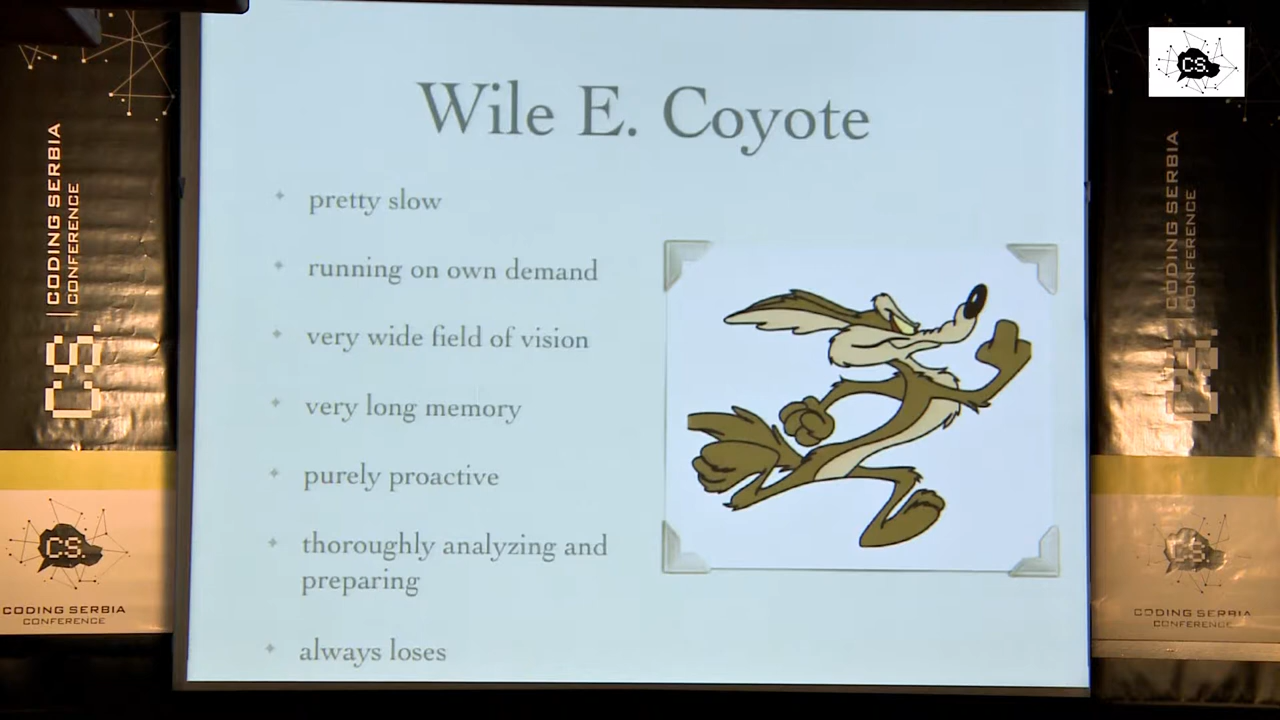 Wile E. Coyote
pretty slow
running on own demand
very wide field of vision
very long memory
purely proactive
thoroughly analyzing and
preparing
always loses
CS.
CODING SERBIA
CONFERENCE
CS.
CODING SERBIA
CONFERENCE
CS.
CS.
CODING SERBIA
CONFERENCE
CS.
CS.
CODING SERBIA
CONFERENCE